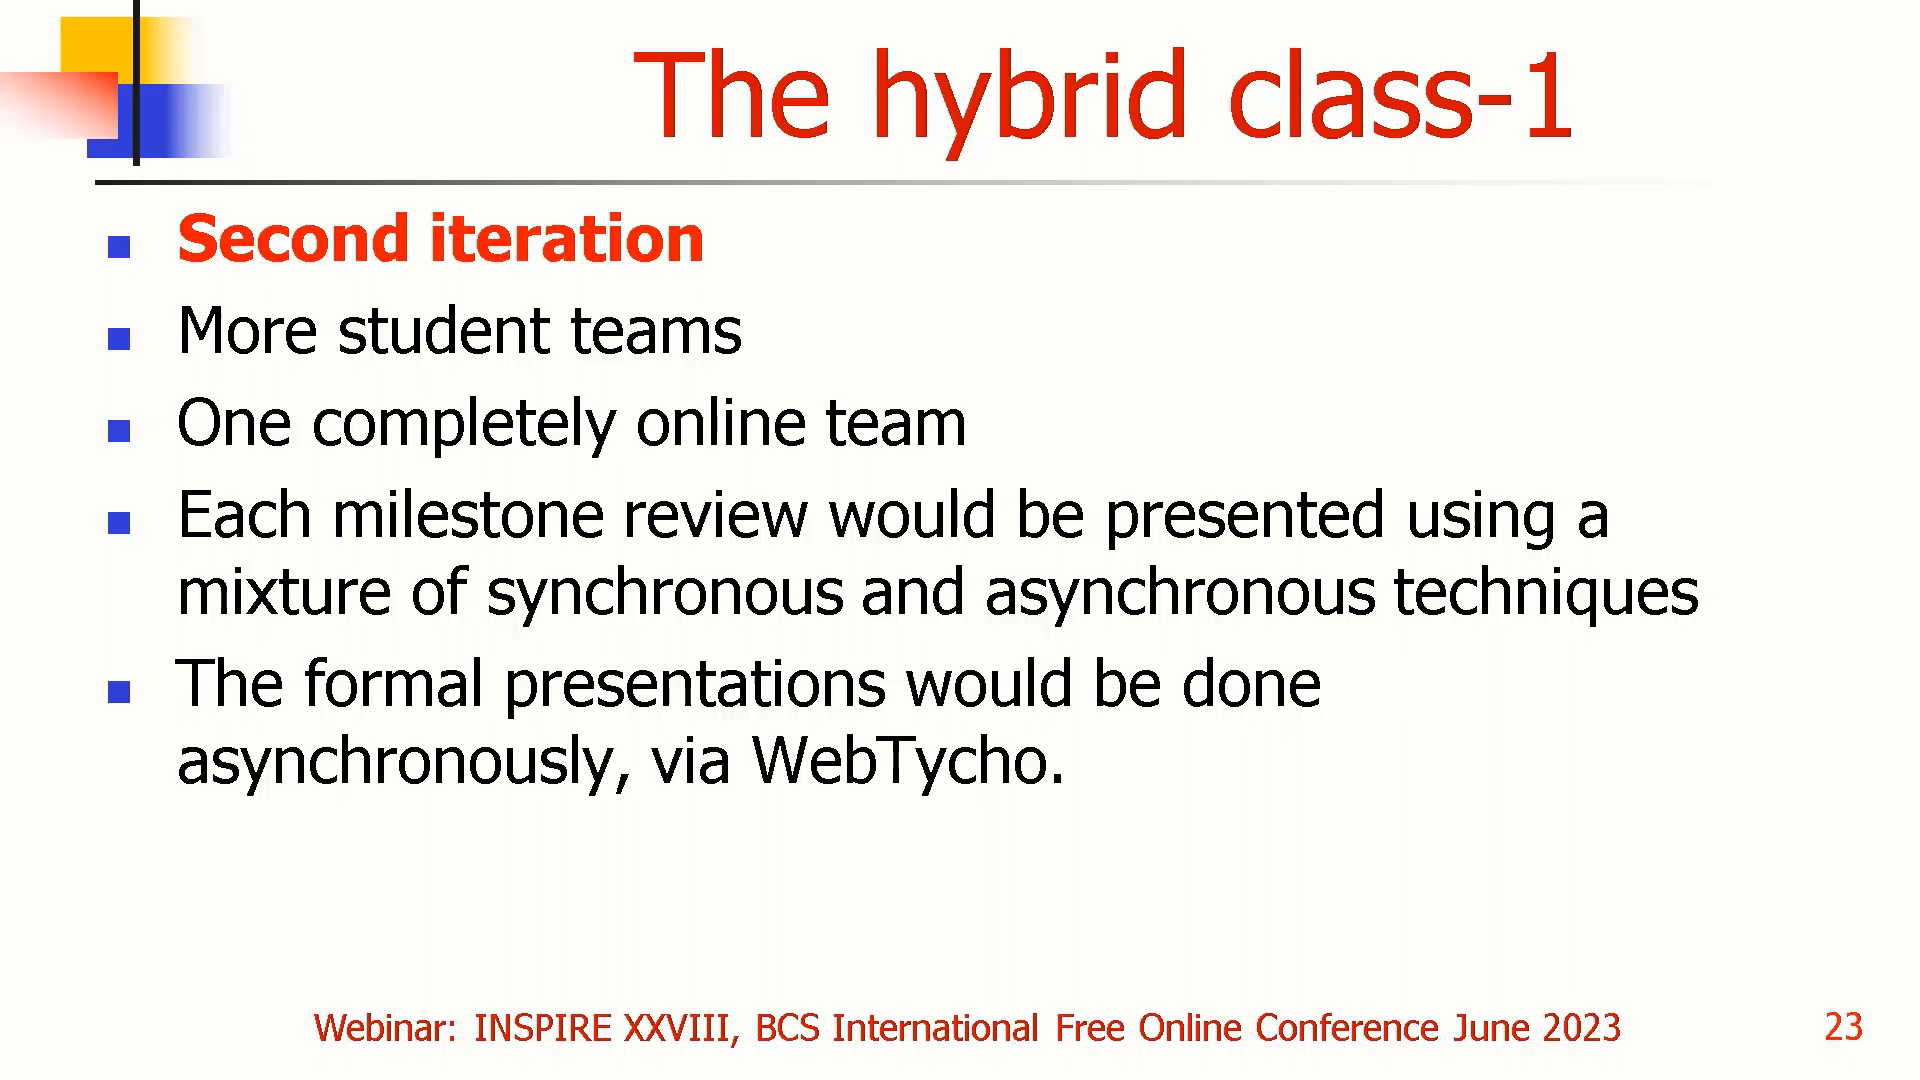 The hybrid class-1
Second iteration
More student teams
One completely online team
Each milestone review would be presented using a
mixture of synchronous and asynchronous techniques
The formal presentations would be done
asynchronously, via WebTycho.
Webinar: INSPIRE XXVIII, BCS International Free Online Conference June 2023
23